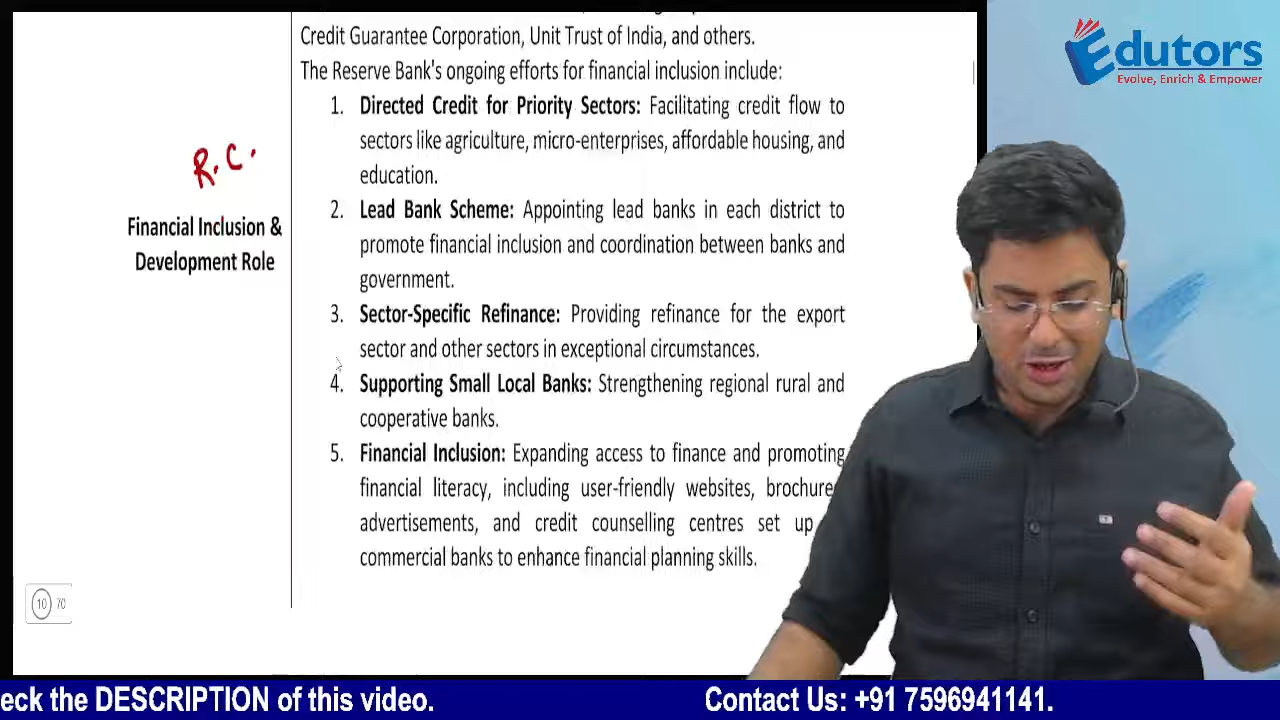 Credit Guarantee Corporation, Unit Trust of India, and others.
The Reserve Bank's ongoing efforts for financial inclusion include:
1. Directed Credit for Priority Sectors: Facilitating credit flow to
sectors like agriculture, micro-enterprises, affordable housing, and
education.
R.C.
Financial Inclusion &
Development Role
2. Lead Bank Scheme: Appointing lead banks in each district to
promote financial inclusion and coordination between banks and
government.
3. Sector-Specific Refinance: Providing refinance for the export
sector and other sectors in exceptional circumstances.
4. Supporting Small Local Banks: Strengthening regional rural and
cooperative banks.
5. Financial Inclusion: Expanding access to finance and promoting
financial literacy, including user-friendly websites,
advertisements, and credit counselling centres set up
commercial banks to enhance financial planning skills.
10 70
Edutors
Evolve, Enrich & Empower
eck the DESCRIPTION of this video.
Contact Us: +91 7596941141.